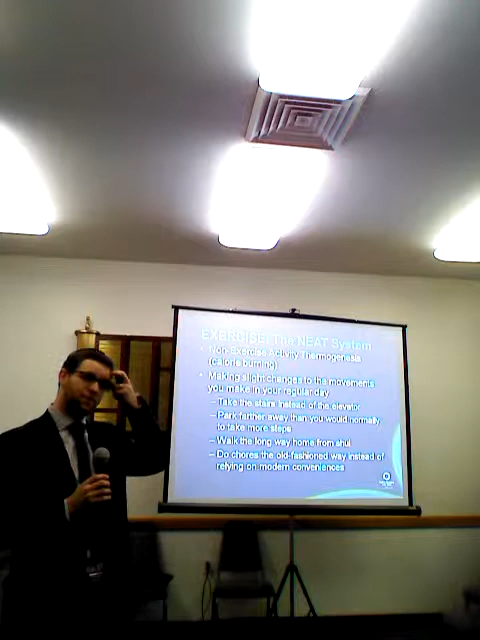 EXERCISE: The NEAT System
• Non-Exercise Activity Thermogenesis
(calorie burning)
• Making slight changes to the movements
you make in your regular day
– Take the stairs instead of the elevator
– Park farther away than you would normally
to take more steps
– Walk the long way home from shul
– Do chores the old-fashioned way instead of
relying on modern conveniences